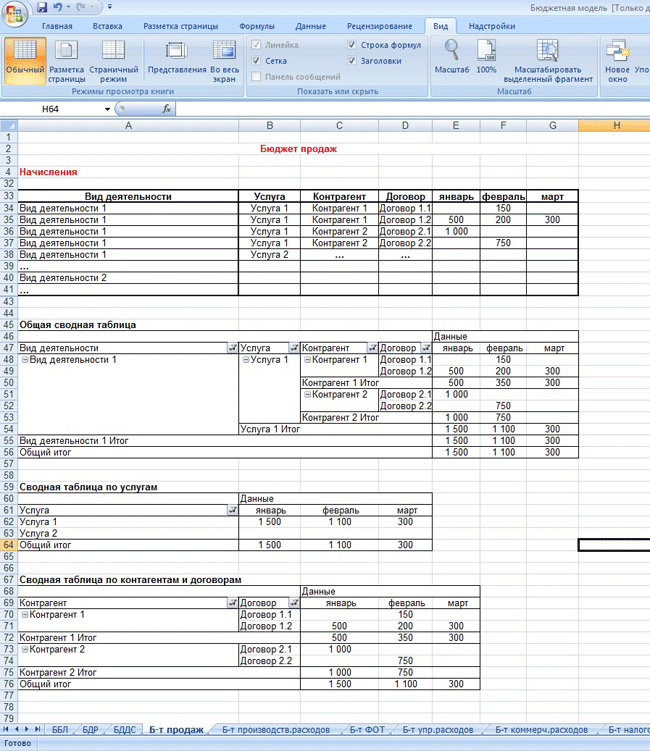 Бюджетная модель [Только д
Главная Вставка Разметка страницы Формулы Данные Рецензирование Вид Надстройки
Обычный Разметка страницы Страничный режим Представления Во весь экран
Режимы просмотра книги
Линейка Строка формул
Сетка Заголовки
Панель сообщений
Показать или скрыть
Масштаб 100% Масштабировать выделенный фрагмент
Масштаб
Новое окно Упо
H64 fx
A B C D E F G H
1
2 Бюджет продаж
3
4 Начисления
32
33 Вид деятельности Услуга Контрагент Договор январь февраль март
34 Вид деятельности 1 Услуга 1 Контрагент 1 Договор 1.1 150
35 Вид деятельности 1 Услуга 1 Контрагент 1 Договор 1.2 500 200 300
36 Вид деятельности 1 Услуга 1 Контрагент 2 Договор 2.1 1 000
37 Вид деятельности 1 Услуга 1 Контрагент 2 Договор 2.2 750
38 Вид деятельности 1 Услуга 2 ... ...
39 ...
40 Вид деятельности 2
41 ...
43
44
45 Общая сводная таблица
46 Данные
47 Вид деятельности Услуга Контрагент Договор январь февраль март
48 Вид деятельности 1 Услуга 1 Контрагент 1 Договор 1.1 150
49 Договор 1.2 500 200 300
50 Контрагент 1 Итог 500 350 300
51 Контрагент 2 Договор 2.1 1 000
52 Договор 2.2 750
53 Контрагент 2 Итог 1 000 750
54 Услуга 1 Итог 1 500 1 100 300
55 Вид деятельности 1 Итог 1 500 1 100 300
56 Общий итог 1 500 1 100 300
57
58
59 Сводная таблица по услугам
60 Данные
61 Услуга январь февраль март
62 Услуга 1 1 500 1 100 300
63 Услуга 2
64 Общий итог 1 500 1 100 300
65
66
67 Сводная таблица по контагентам и договорам
68 Данные
69 Контрагент Договор январь февраль март
70 Контрагент 1 Договор 1.1 150
71 Договор 1.2 500 200 300
72 Контрагент 1 Итог 500 350 300
73 Контрагент 2 Договор 2.1 1 000
74 Договор 2.2 750
75 Контрагент 2 Итог 1 000 750
76 Общий итог 1 500 1 100 300
77
78
79
ББЛ БДР БДДС Б-т продаж Б-т производств.расходов Б-т ФОТ Б-т упр.расходов Б-т коммерч.расходов Б-т налого
Готово